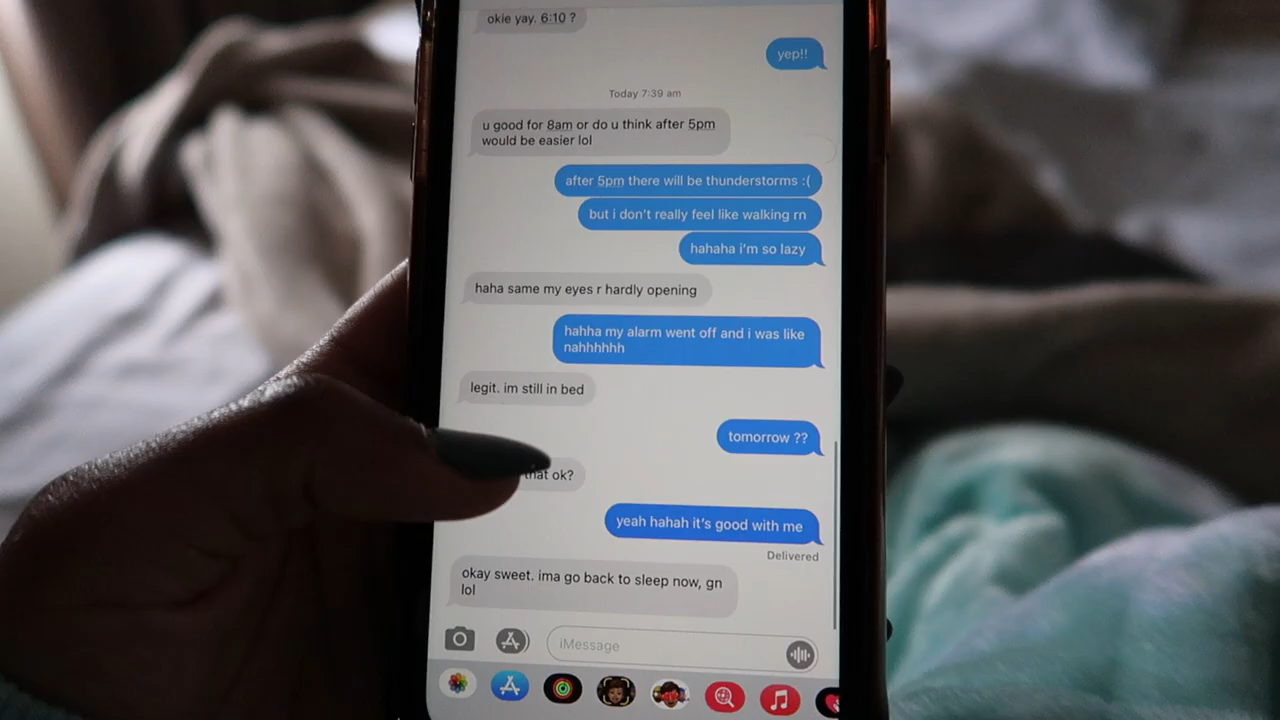 okie yay. 6:10 ?
yep!!
Today 7:39 am
u good for 8am or do u think after 5pm
would be easier lol
after 5pm there will be thunderstorms :(
but i don't really feel like walking rn
hahaha i'm so lazy
haha same my eyes r hardly opening
hahha my alarm went off and i was like
nahhhhhh
legit. im still in bed
tomorrow ??
that ok?
yeah hahah it's good with me
Delivered
okay sweet. ima go back to sleep now, gn
lol
iMessage